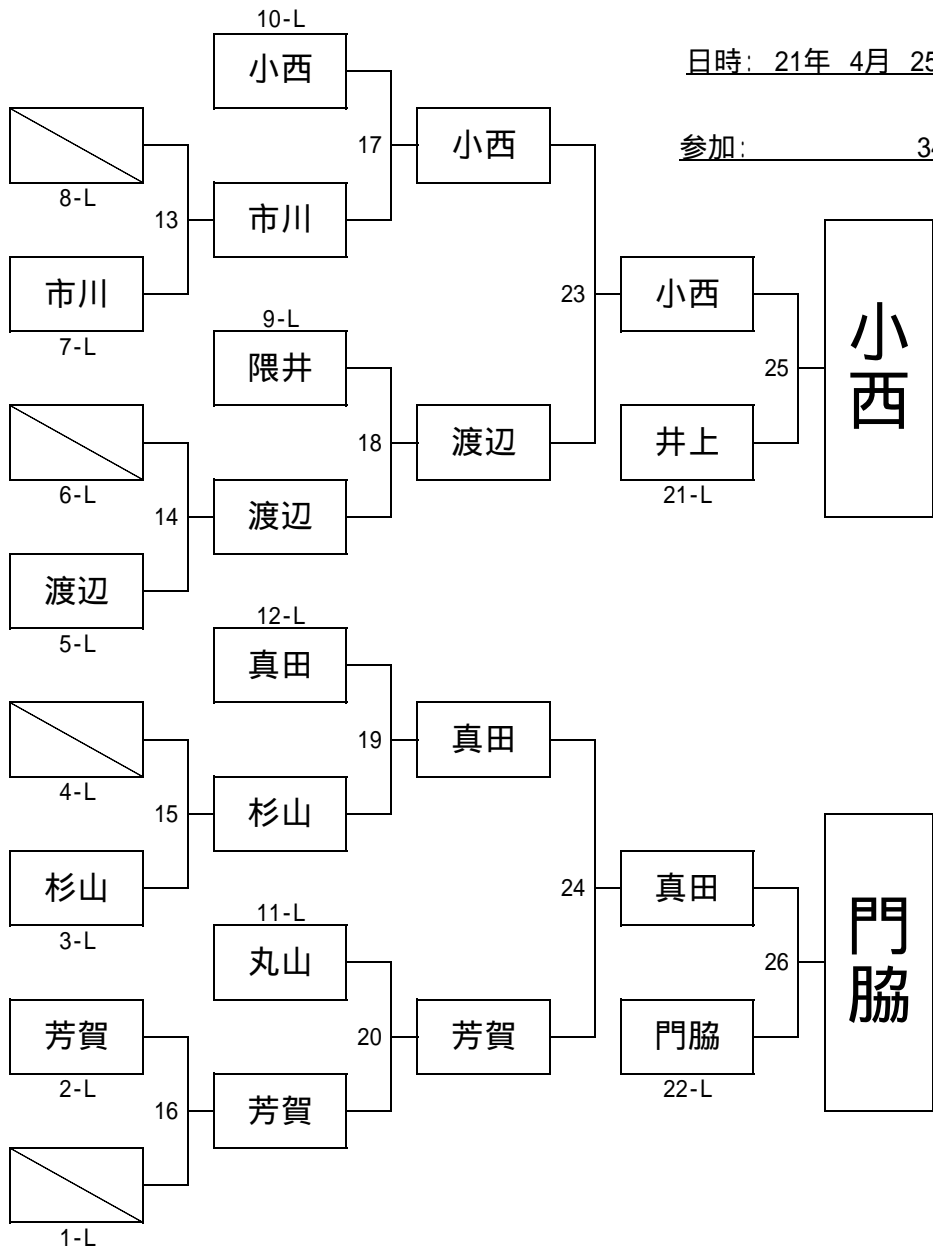 10-L
小西
日時: 21年 4月 25
17
小西
参加: 34
8-L
13
市川
市川
7-L
23
小西
小西
9-L
隈井
25
18
渡辺
井上
6-L
14
渡辺
21-L
渡辺
5-L
12-L
真田
19
真田
4-L
15
杉山
杉山
3-L
24
真田
門脇
11-L
丸山
26
芳賀
20
芳賀
門脇
2-L
16
芳賀
22-L
1-L